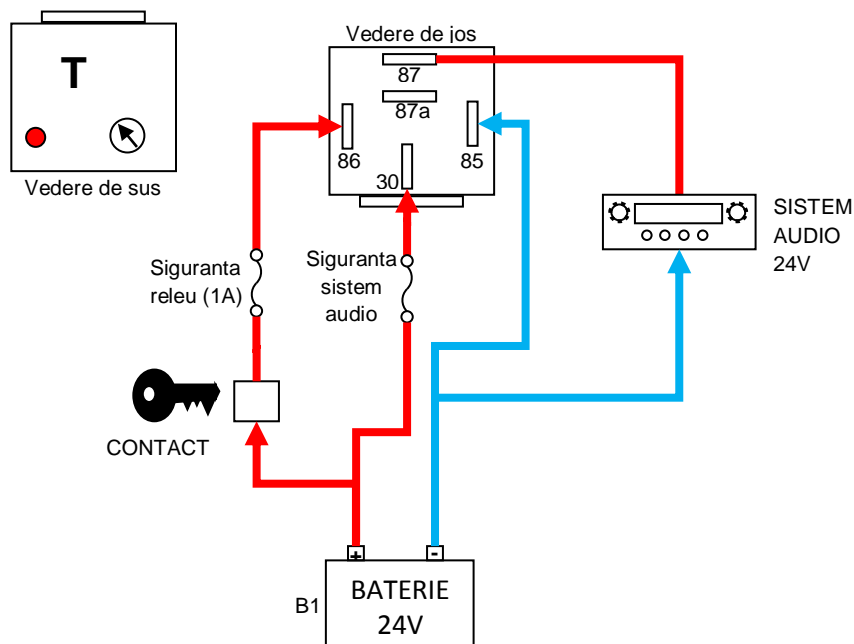 Vedere de jos
T
87
87a
86
85
30
Vedere de sus
SISTEM
AUDIO
24V
Siguranta
releu (1A)
Siguranta
sistem
audio
CONTACT
+
-
B1
BATERIE
24V